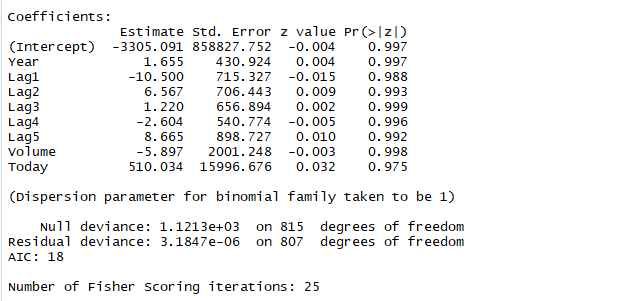 Coefficients:
Estimate Std. Error z value Pr(>|z|)
(Intercept) -3305.091 858827.752 -0.004 0.997
Year 1.655 430.924 0.004 0.997
Lag1 -10.500 715.327 -0.015 0.988
Lag2 6.567 706.443 0.009 0.993
Lag3 1.220 656.894 0.002 0.999
Lag4 -2.604 540.774 -0.005 0.996
Lag5 8.665 898.727 0.010 0.992
Volume -5.897 2001.248 -0.003 0.998
Today 510.034 15996.676 0.032 0.975
(Dispersion parameter for binomial family taken to be 1)
Null deviance: 1.1213e+03 on 815 degrees of freedom
Residual deviance: 3.1847e-06 on 807 degrees of freedom
AIC: 18
Number of Fisher Scoring iterations: 25